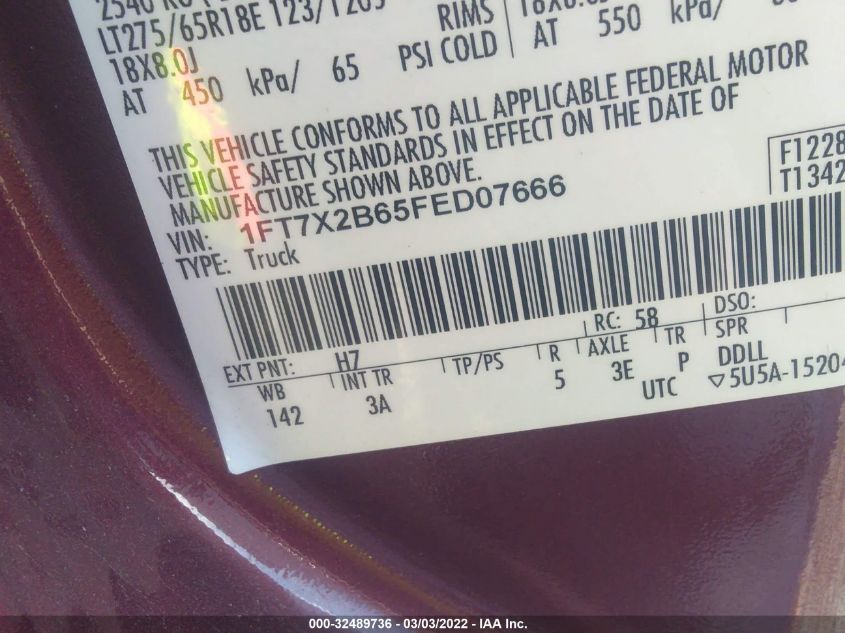 LT275/65R18E 123/120S RIMS
18X8.0J
AT 450 kPa/ 65 PSI COLD AT 550 kPa/
THIS VEHICLE CONFORMS TO ALL APPLICABLE FEDERAL MOTOR
VEHICLE SAFETY STANDARDS IN EFFECT ON THE DATE OF
MANUFACTURE SHOWN ABOVE.
F1228
T1342
VIN: 1FT7X2B65FED07666
TYPE: Truck
EXT PNT: H7 RC: 58 DSO:
WB INT TR TP/PS R AXLE TR SPR
142 3A 5 3E P DDLL
UTC ▽5U5A-15204
000-32489736 - 03/03/2022 - IAA Inc.